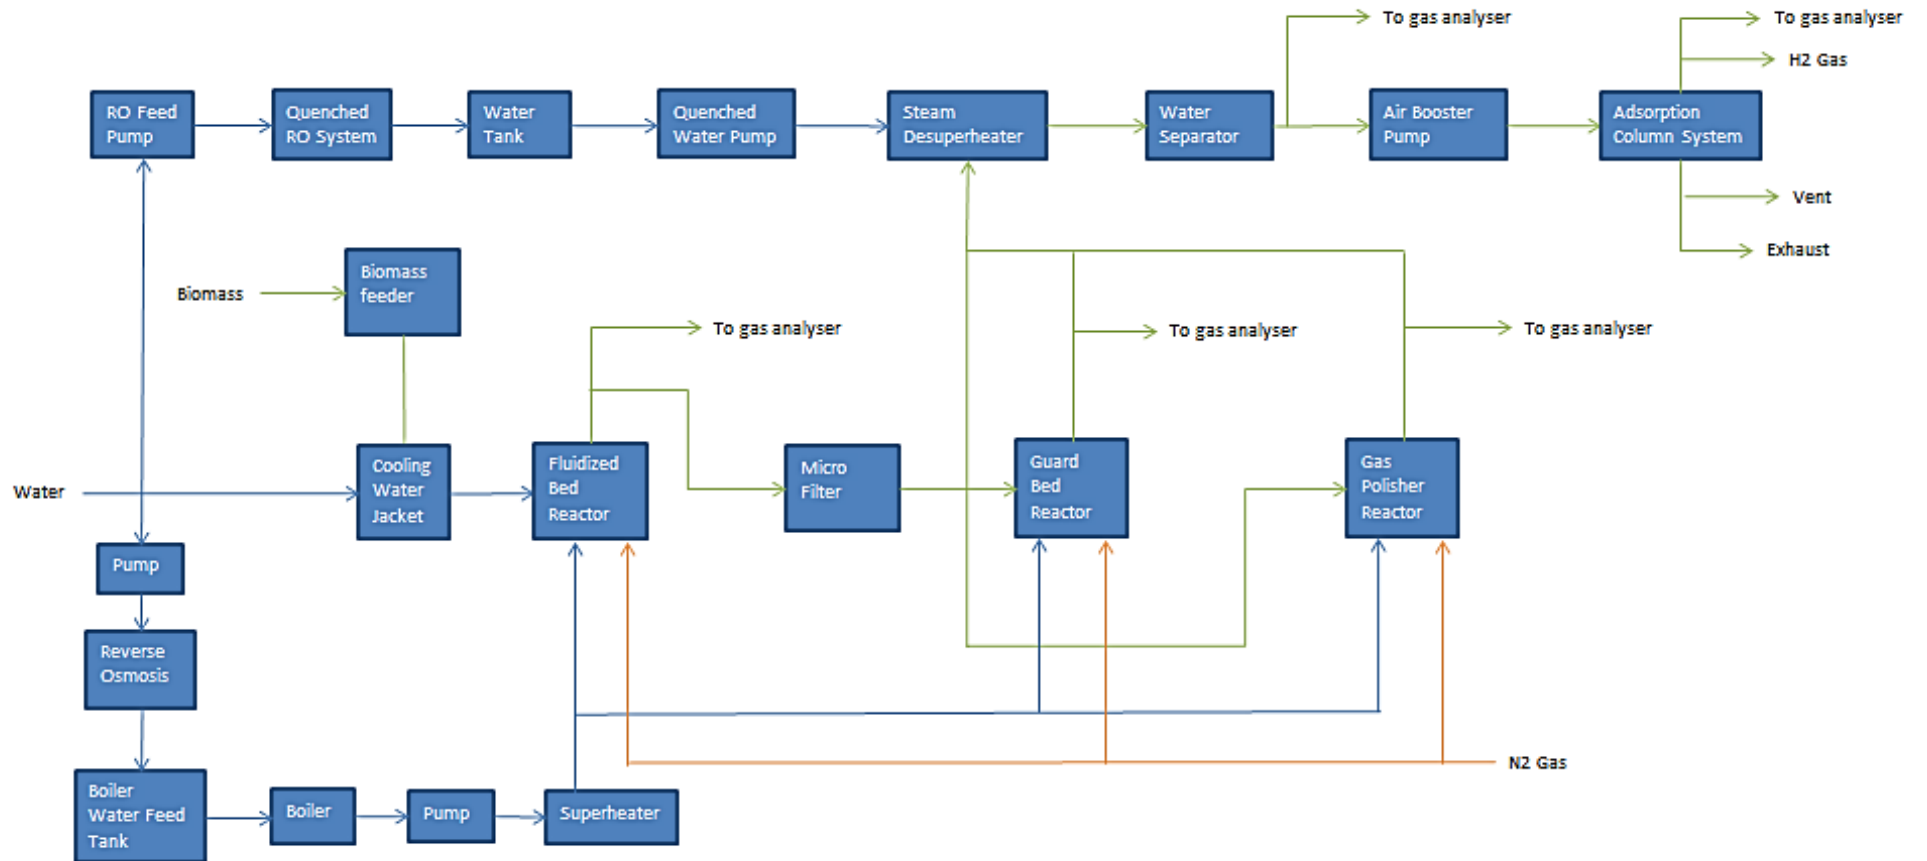 To gas analyser
To gas analyser
H2 Gas
RO Feed
Pump
Quenched
RO System
Water
Tank
Quenched
Water Pump
Steam
Desuperheater
Water
Separator
Air Booster
Pump
Adsorption
Column System
Vent
Exhaust
Biomass
Biomass
feeder
To gas analyser
To gas analyser
To gas analyser
Water
Cooling
Water
Jacket
Fluidized
Bed
Reactor
Micro
Filter
Guard
Bed
Reactor
Gas
Polisher
Reactor
Pump
Reverse
Osmosis
N2 Gas
Boiler
Water Feed
Tank
Boiler
Pump
Superheater